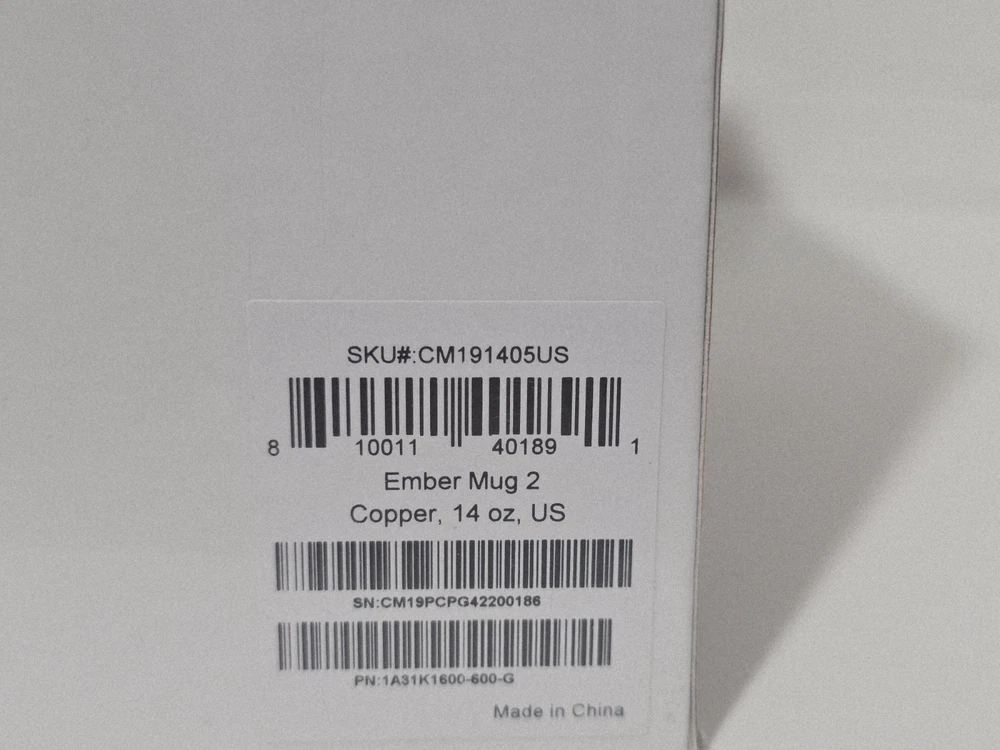 SKU#:CM191405US
8 10011 40189 1
Ember Mug 2
Copper, 14 oz, US
SN:CM19PCPG42200186
PN:1A31K1600-600-G
Made in China